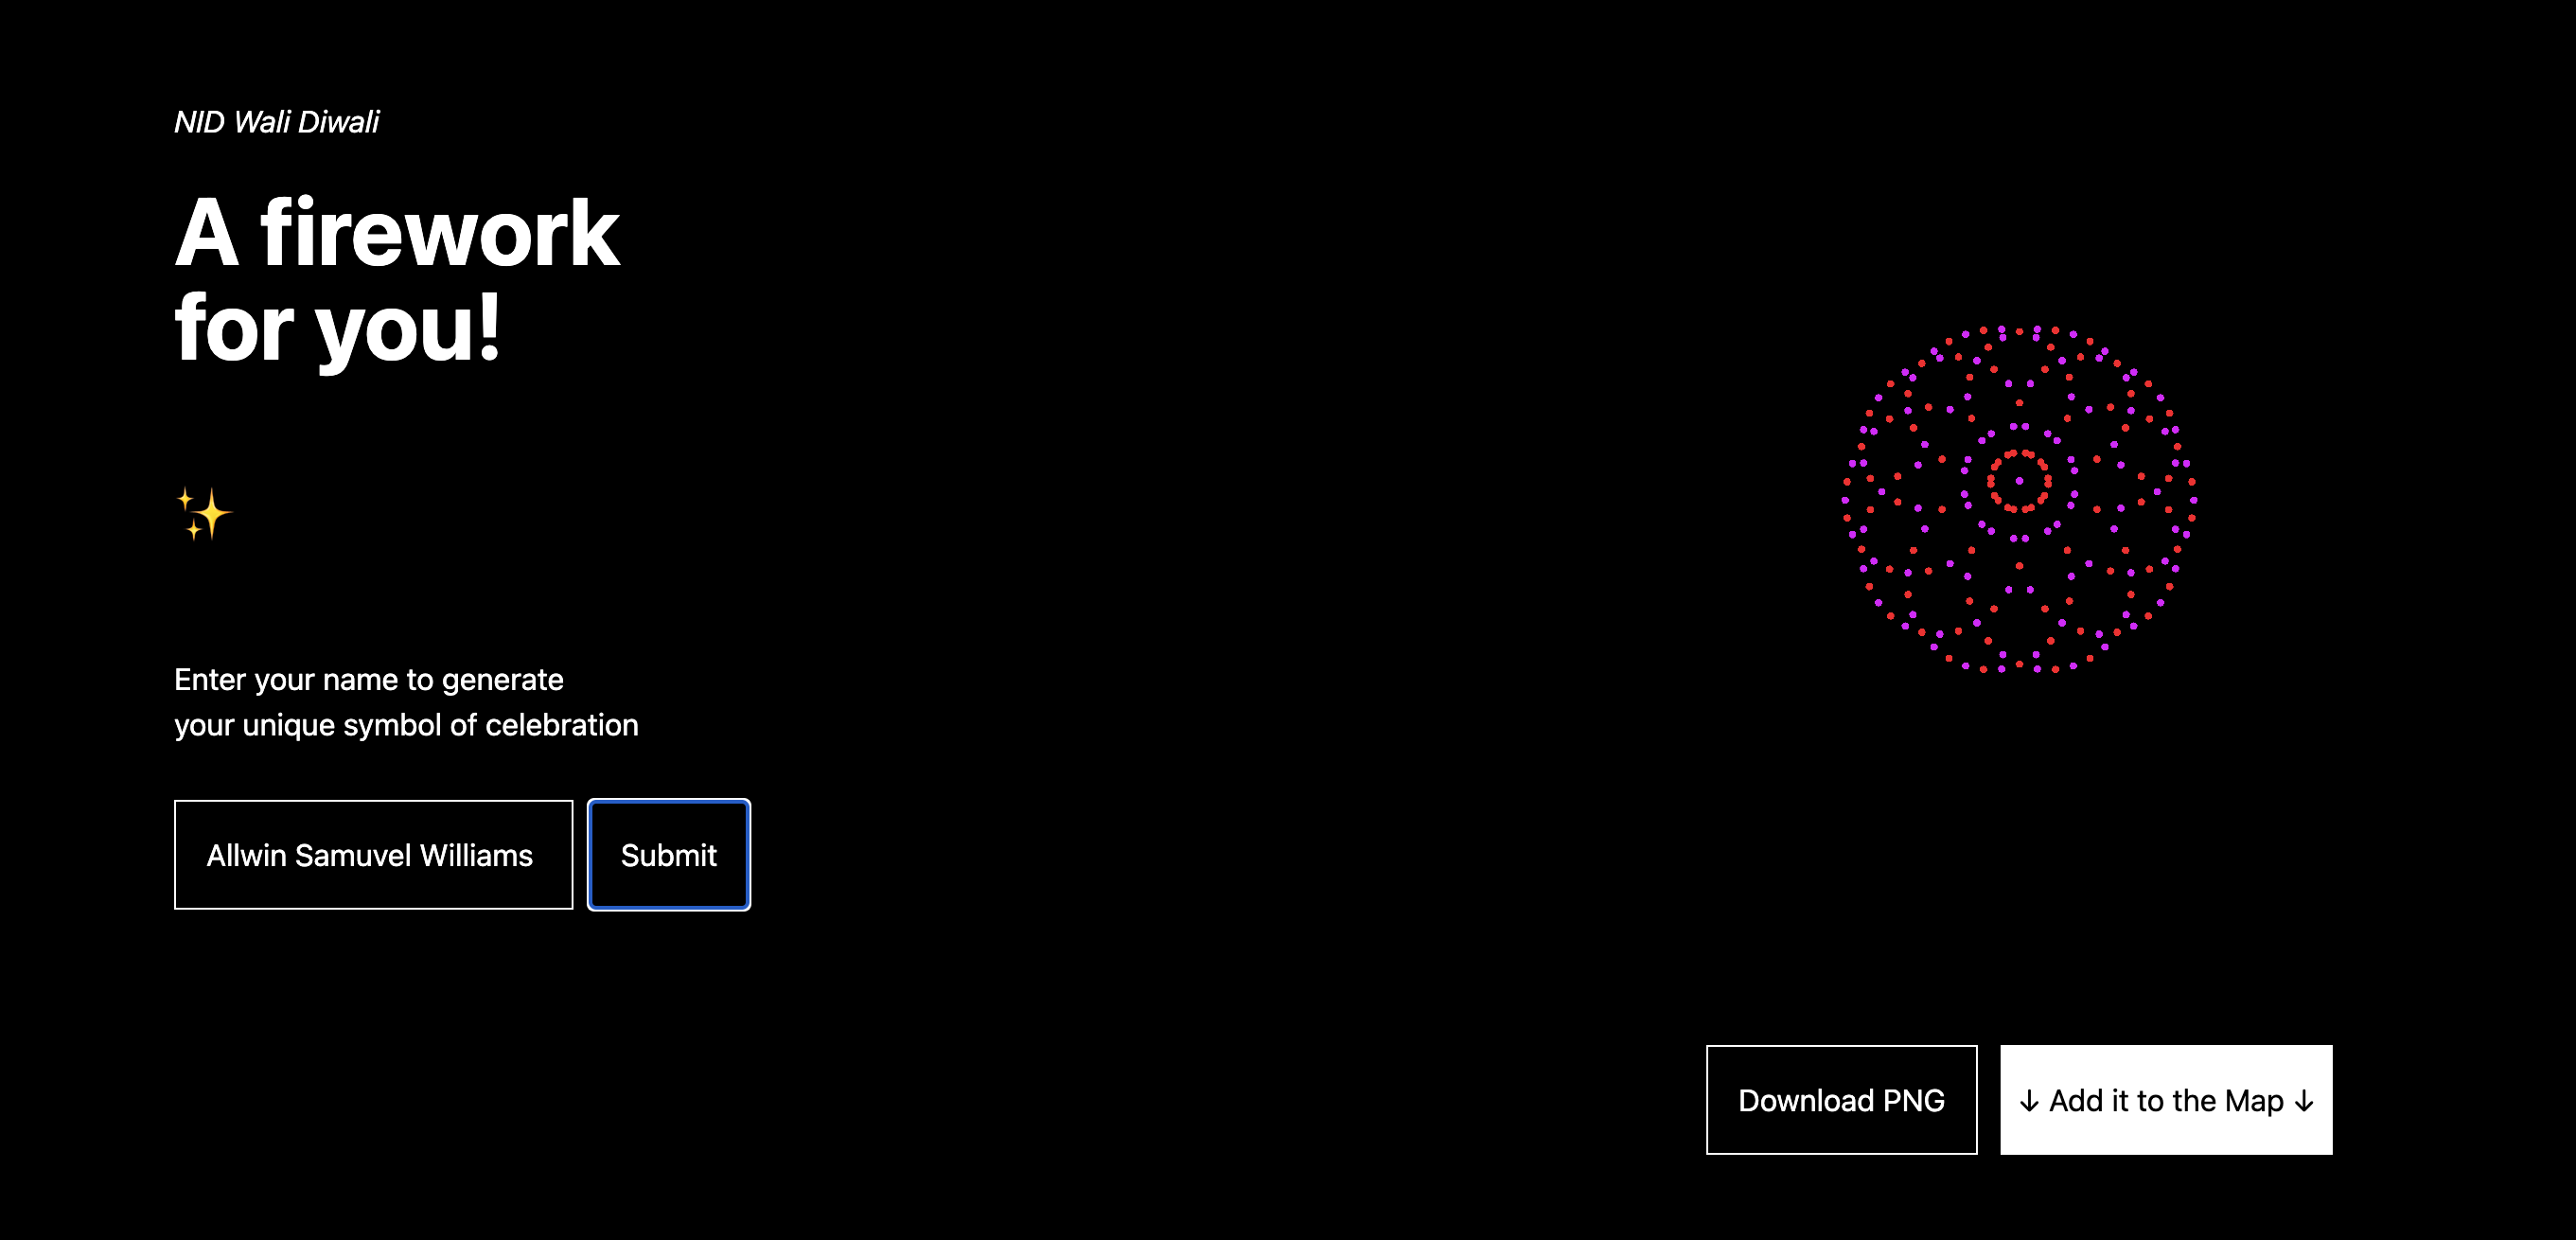 NID Wali Diwali
A firework
for you!
Enter your name to generate
your unique symbol of celebration
Allwin Samuvel Williams
Submit
Download PNG
↓ Add it to the Map ↓